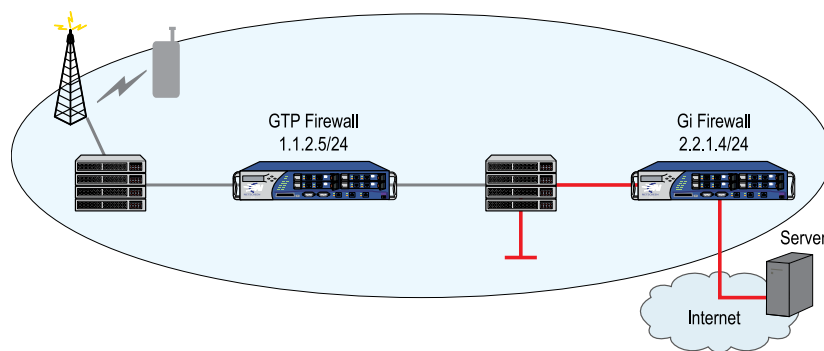 GTP Firewall
1.1.2.5/24
Gi Firewall
2.2.1.4/24
Server
Internet